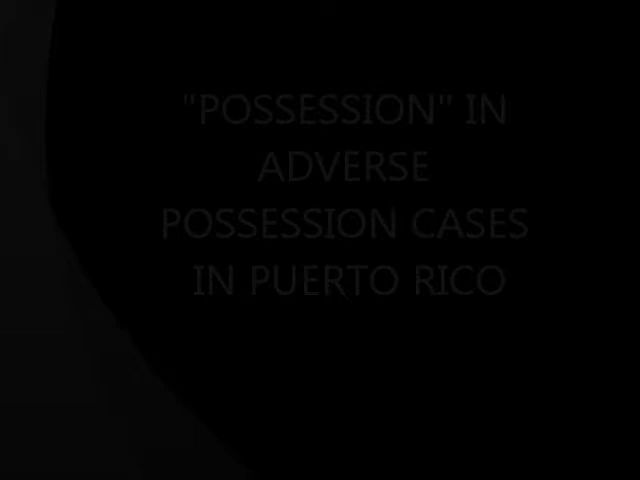 "POSSESSION" IN
ADVERSE
POSSESSION CASES
IN PUERTO RICO